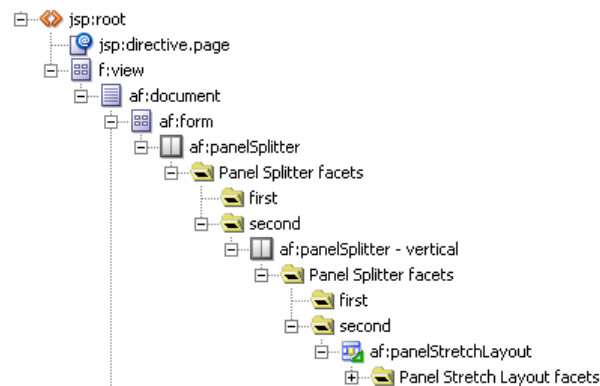 jsp:root
jsp:directive.page
f:view
af:document
af:form
af:panelSplitter
Panel Splitter facets
first
second
af:panelSplitter - vertical
Panel Splitter facets
first
second
af:panelStretchLayout
Panel Stretch Layout facets